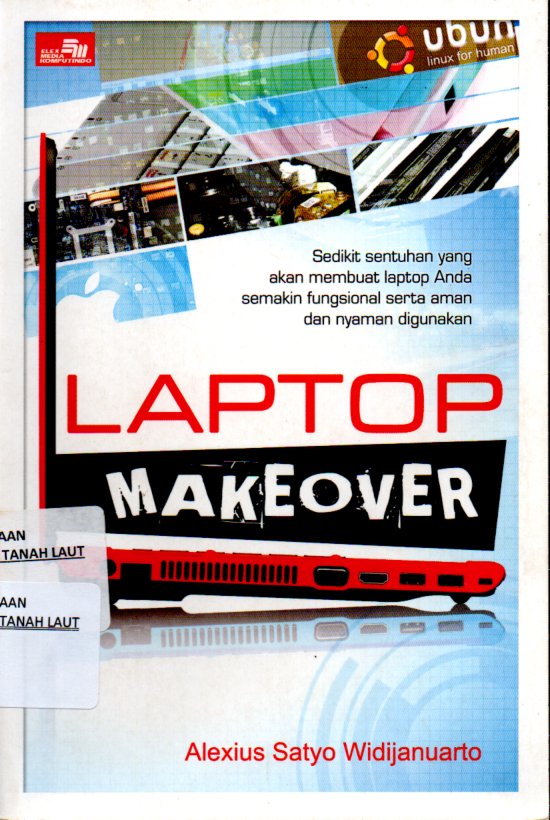 ELEX
MEDIA
KOMPUTINDO
ubun
linux for human
Sedikit sentuhan yang
akan membuat laptop Anda
semakin fungsional serta aman
dan nyaman digunakan
LAPTOP
MAKEOVER
AAN
TANAH LAUT
AAN
TANAH LAUT
Alexius Satyo Widijanuarto